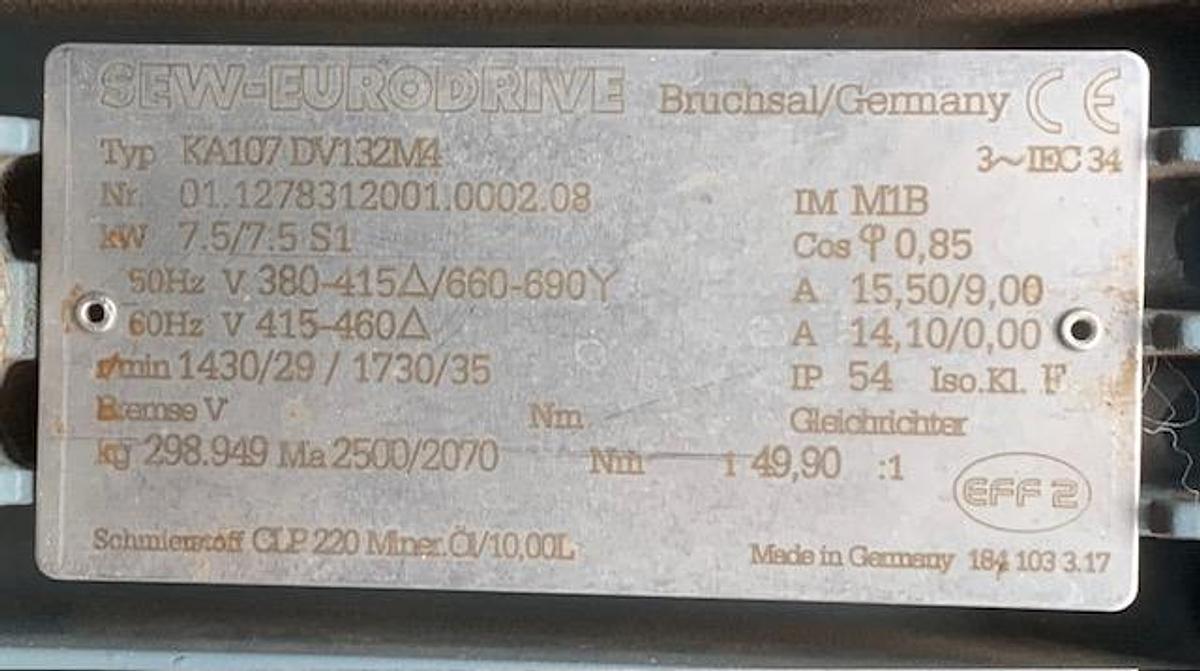 SEW-EURODRIVE Bruchsal/Germany CE
Typ KA107 DV132M4 3~IEC 34
Nr. 01.1278312001.0002.08 IM M1B
kW 7.5/7.5 S1 Cos φ 0,85
50Hz V 380-415△/660-690Y A 15,50/9,00
60Hz V 415-460△ A 14,10/0,00
r/min 1430/29 / 1730/35 IP 54 Iso.Kl. F
Bremse V Nm Gleichrichter
kg 298.949 Ma 2500/2070 Nm i 49,90 :1
EFF 2
Schmierstoff CLP 220 Miner.Öl/10,00L Made in Germany 184 103 3.17